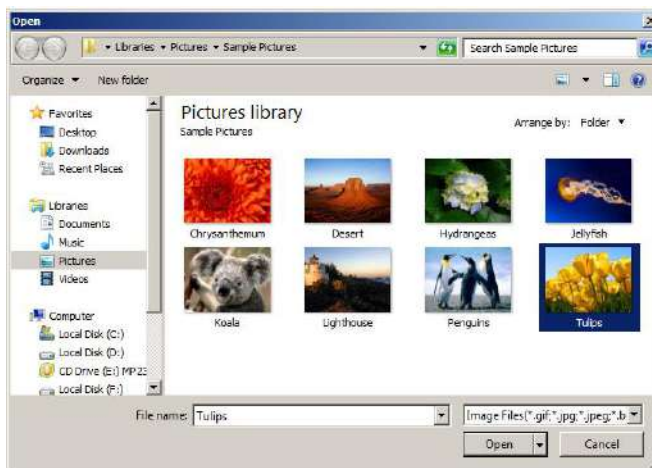 Open
Libraries Pictures Sample Pictures
Search Sample Pictures
Organize New folder
Favorites
Desktop
Downloads
Recent Places
Libraries
Documents
Music
Pictures
Videos
Computer
Local Disk (C:)
Local Disk (D:)
CD Drive (E:) MP23
Local Disk (F:)
Pictures library
Sample Pictures
Arrange by: Folder
Chrysanthemum Desert Hydrangeas Jellyfish
Koala Lighthouse Penguins Tulips
File name: Tulips
Image Files(*.gif;*.jpg;*.jpeg;*.b
Open Cancel